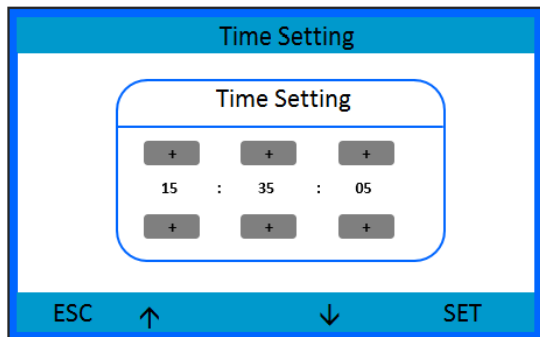 Time Setting
Time Setting
+ + +
15 : 35 : 05
+ + +
ESC ↑ ↓ SET